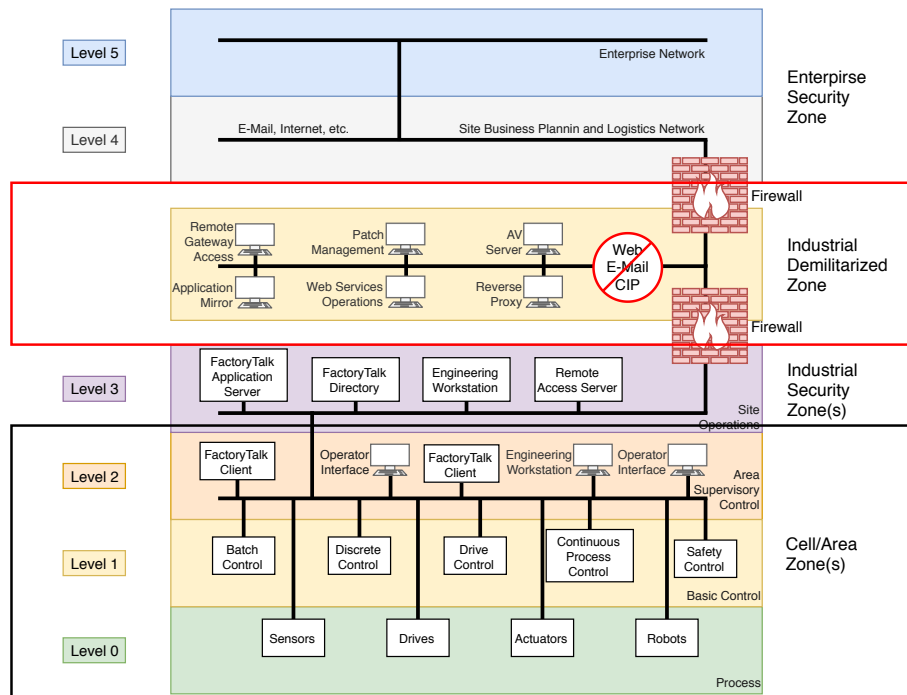 Level 5
Enterprise Network
Enterpirse
Security
Zone
Level 4
E-Mail, Internet, etc.
Site Business Plannin and Logistics Network
Firewall
Remote
Gateway
Access
Patch
Management
AV
Server
Web
E-Mail
CIP
Industrial
Demilitarized
Zone
Application
Mirror
Web Services
Operations
Reverse
Proxy
Firewall
Level 3
FactoryTalk
Application
Server
FactoryTalk
Directory
Engineering
Workstation
Remote
Access Server
Site
Operations
Industrial
Security
Zone(s)
Level 2
FactoryTalk
Client
Operator
Interface
FactoryTalk
Client
Engineering
Workstation
Operator
Interface
Area
Supervisory
Control
Level 1
Batch
Control
Discrete
Control
Drive
Control
Continuous
Process
Control
Safety
Control
Basic Control
Cell/Area
Zone(s)
Level 0
Sensors
Drives
Actuators
Robots
Process